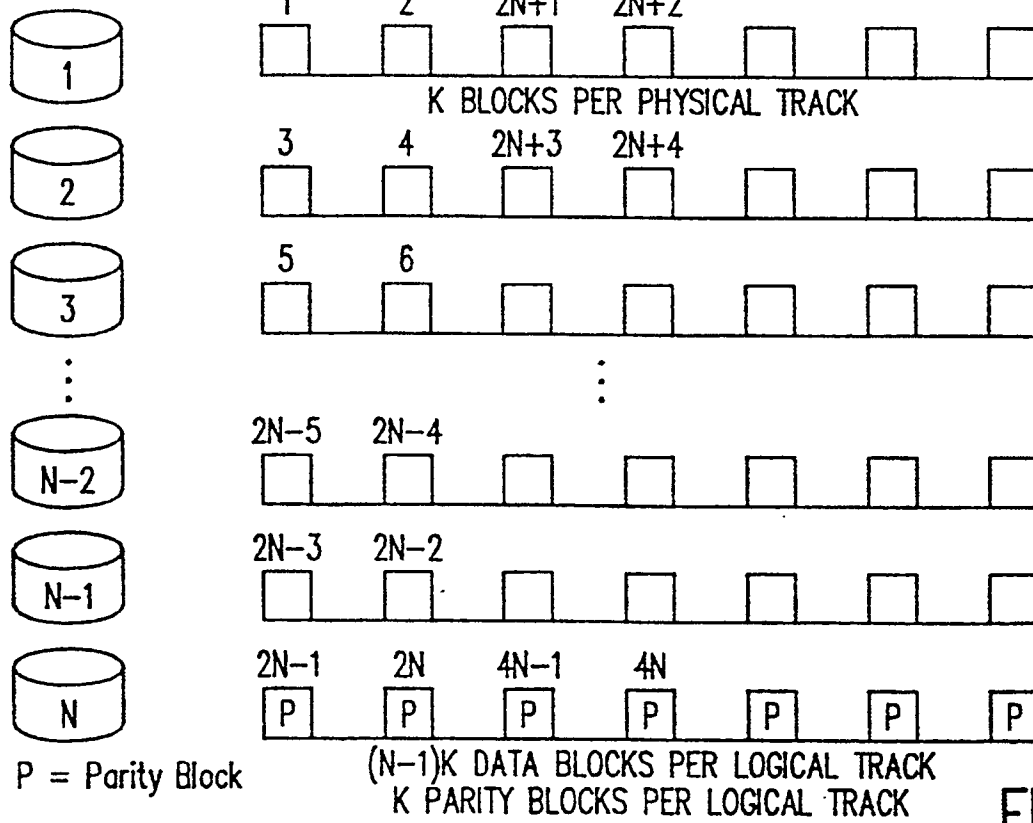 1 2 2N+1 2N+2
1
K BLOCKS PER PHYSICAL TRACK
3 4 2N+3 2N+4
2
5 6
3
2N-5 2N-4
N-2
2N-3 2N-2
N-1
2N-1 2N 4N-1 4N
N P P P P P P P
P = Parity Block
(N-1)K DATA BLOCKS PER LOGICAL TRACK
K PARITY BLOCKS PER LOGICAL TRACK